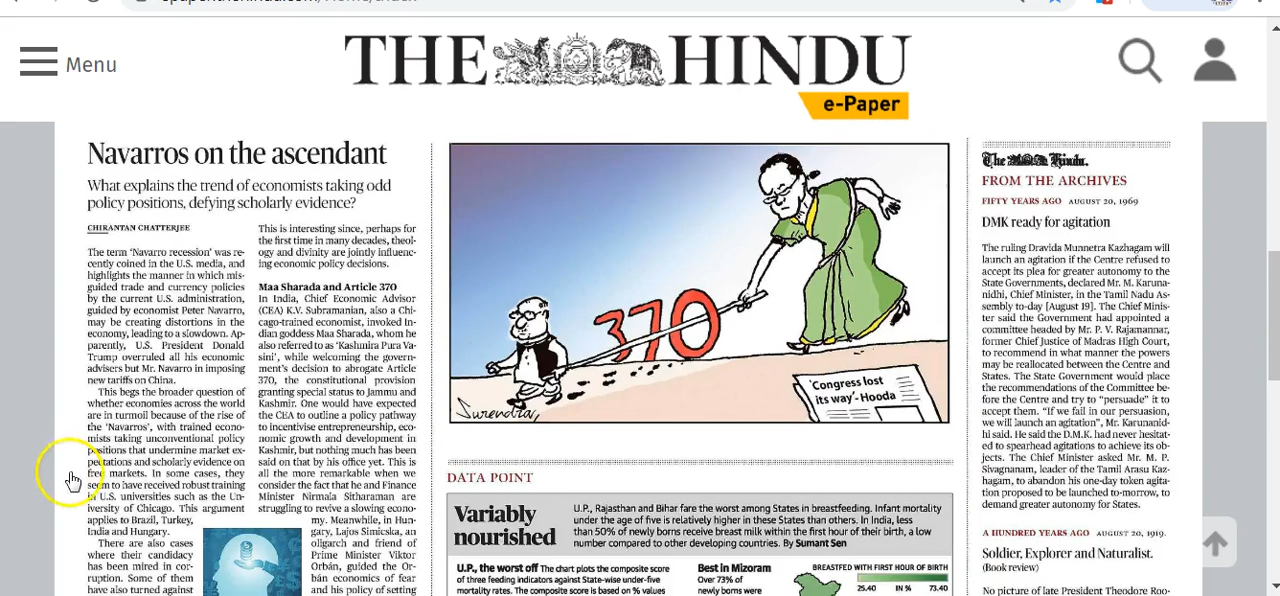 Menu
THE HINDU
e-Paper
Navarros on the ascendant
What explains the trend of economists taking odd
policy positions, defying scholarly evidence?
CHIRANTAN CHATTERJEE
The term ‘Navarro recession’ was re-
cently coined in the U.S. media, and
highlights the manner in which mis-
guided trade and currency policies
by the current U.S. administration,
guided by economist Peter Navarro,
may be creating distortions in the
economy, leading to a slowdown. Ap-
parently, U.S. President Donald
Trump overruled all his economic
advisers but Mr. Navarro in imposing
new tariffs on China.
This begs the broader question of
whether economies across the world
are in turmoil because of the rise of
the ‘Navarros’, with trained econo-
mists taking unconventional policy
positions that undermine market ex-
pectations and scholarly evidence on
free markets. In some cases, they
seem to have received robust training
in U.S. universities such as the Un-
iversity of Chicago. This argument
applies to Brazil, Turkey,
India and Hungary.
There are also cases
where their candidacy
has been mired in cor-
ruption. Some of them
have also turned against
This is interesting since, perhaps for
the first time in many decades, theol-
ogy and divinity are jointly influenc-
ing economic policy decisions.
Maa Sharada and Article 370
In India, Chief Economic Advisor
(CEA) K.V. Subramanian, also a Chi-
cago-trained economist, invoked In-
dian goddess Maa Sharada, whom he
also referred to as ‘Kashmira Pura Va-
sini’, while welcoming the govern-
ment’s decision to abrogate Article
370, the constitutional provision
granting special status to Jammu and
Kashmir. One would have expected
the CEA to outline a policy pathway
to incentivise entrepreneurship, eco-
nomic growth and development in
Kashmir, but nothing much has been
said on that by his office yet. This is
all the more remarkable when we
consider the fact that he and Finance
Minister Nirmala Sitharaman are
struggling to revive a slowing econo-
my. Meanwhile, in Hun-
gary, Lajos Simicska, an
oligarch and friend of
Prime Minister Viktor
Orbán, guided the Or-
bán economics of fear
and his policy of setting
370
‘Congress lost
its way’- Hooda
Surendra
DATA POINT
Variably
nourished
U.P., Rajasthan and Bihar fare the worst among States in breastfeeding. Infant mortality
under the age of five is relatively higher in these States than others. In India, less
than 50% of newborns receive breast milk within the first hour of their birth, a low
number compared to other developing countries. By Sumant Sen
U.P., the worst off The chart plots the composite score
of three feeding indicators against State-wise under-five
mortality rates. The composite score is based on % values
Best in Mizoram
Over 73% of
newly borns were
BREASTFED WITH FIRST HOUR OF BIRTH
25.40 IN % 73.40
The Hindu.
FROM THE ARCHIVES
FIFTY YEARS AGO AUGUST 20, 1969
DMK ready for agitation
The ruling Dravida Munnetra Kazhagam will
launch an agitation if the Centre refused to
accept its plea for greater autonomy to the
State Governments, declared Mr. M. Karuna-
nidhi, Chief Minister, in the Tamil Nadu As-
sembly to-day [August 19]. The Chief Minis-
ter said the Government had appointed a
committee headed by Mr. P. V. Rajamannar,
former Chief Justice of Madras High Court,
to recommend in what manner the powers
may be reallocated between the Centre and
States. The State Government would place
the recommendations of the Committee be-
fore the Centre and try to “persuade” it to
accept them. “If we fail in our persuasion,
we will launch an agitation”, Mr. Karunanid-
hi said. He said the D.M.K. had never hesitat-
ed to spearhead agitations to achieve its ob-
jects. The Chief Minister asked Mr. M. P.
Sivagnanam, leader of the Tamil Arasu Kaz-
hagam, to abandon his one-day token agita-
tion proposed to be launched to-morrow, to
demand greater autonomy for States.
A HUNDRED YEARS AGO AUGUST 20, 1919.
Soldier, Explorer and Naturalist.
(Book review)
No picture of late President Theodore Roo-